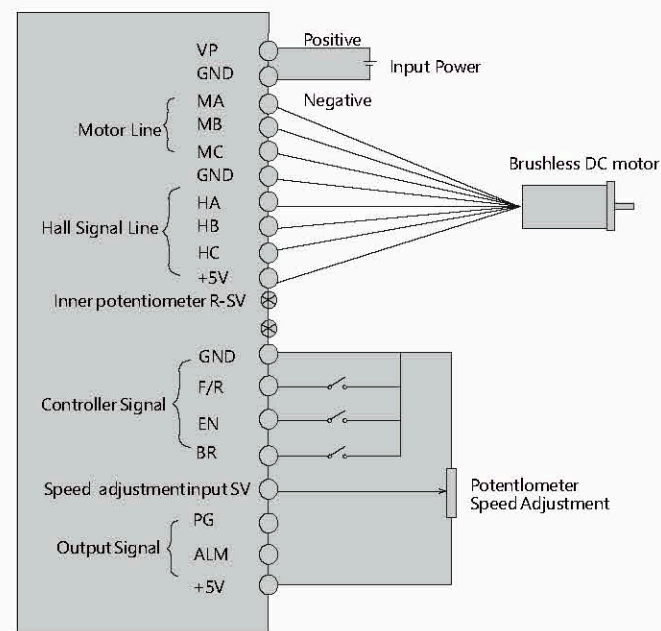 VP
Positive
GND
Input Power
MA
Negative
Motor Line
MB
MC
Brushless DC motor
GND
HA
Hall Signal Line
HB
HC
+5V
Inner potentiometer R-SV
GND
F/R
Controller Signal
EN
BR
Speed adjustmentinput SV
Potentlometer
Speed Adjustment
PG
Output Signal
ALM
+5V